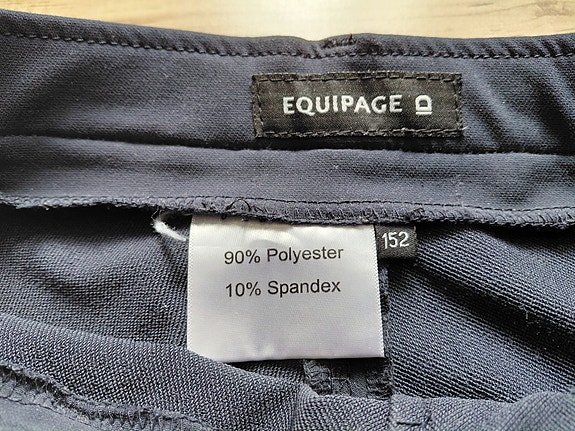 EQUIPAGE
90% Polyester
10% Spandex
152